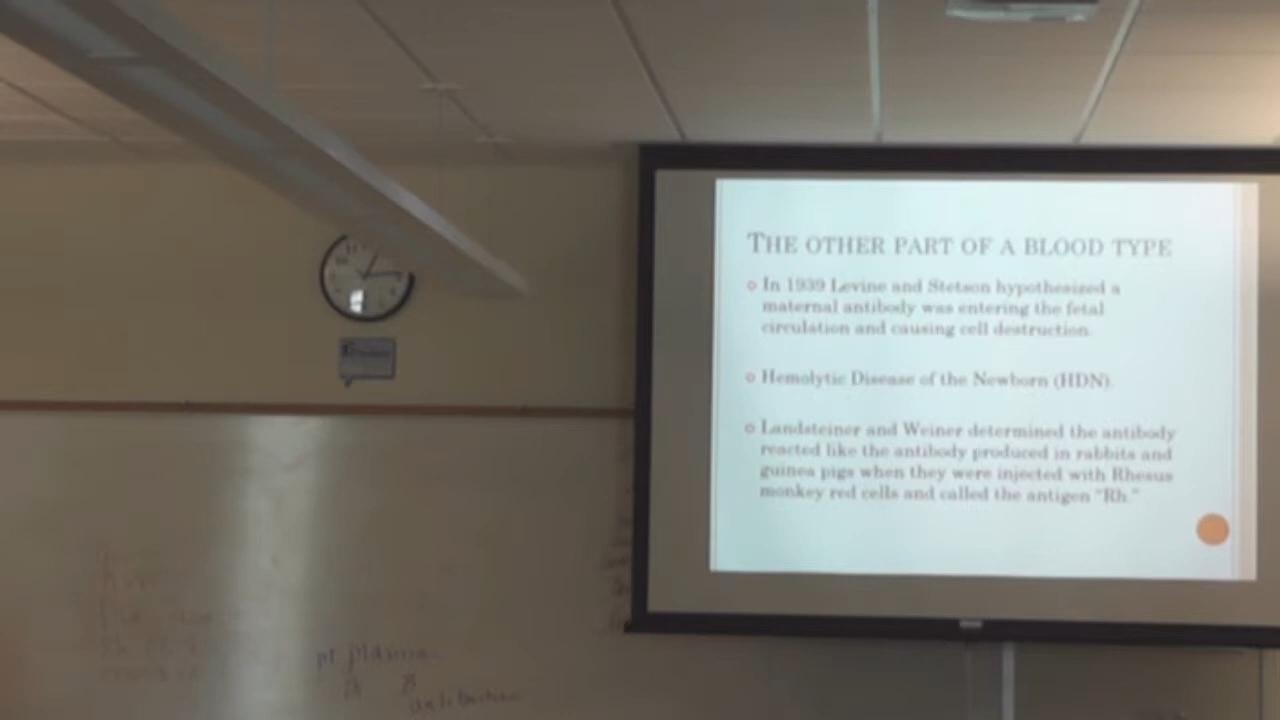 THE OTHER PART OF A BLOOD TYPE
In 1939 Levine and Stetson hypothesized a
maternal antibody was entering the fetal
circulation and causing cell destruction.
Hemolytic Disease of the Newborn (HDN).
Landsteiner and Weiner determined the antibody
reacted like the antibody produced in rabbits and
guinea pigs when they were injected with Rhesus
monkey red cells and called the antigen "Rh."
pt plasma
A B